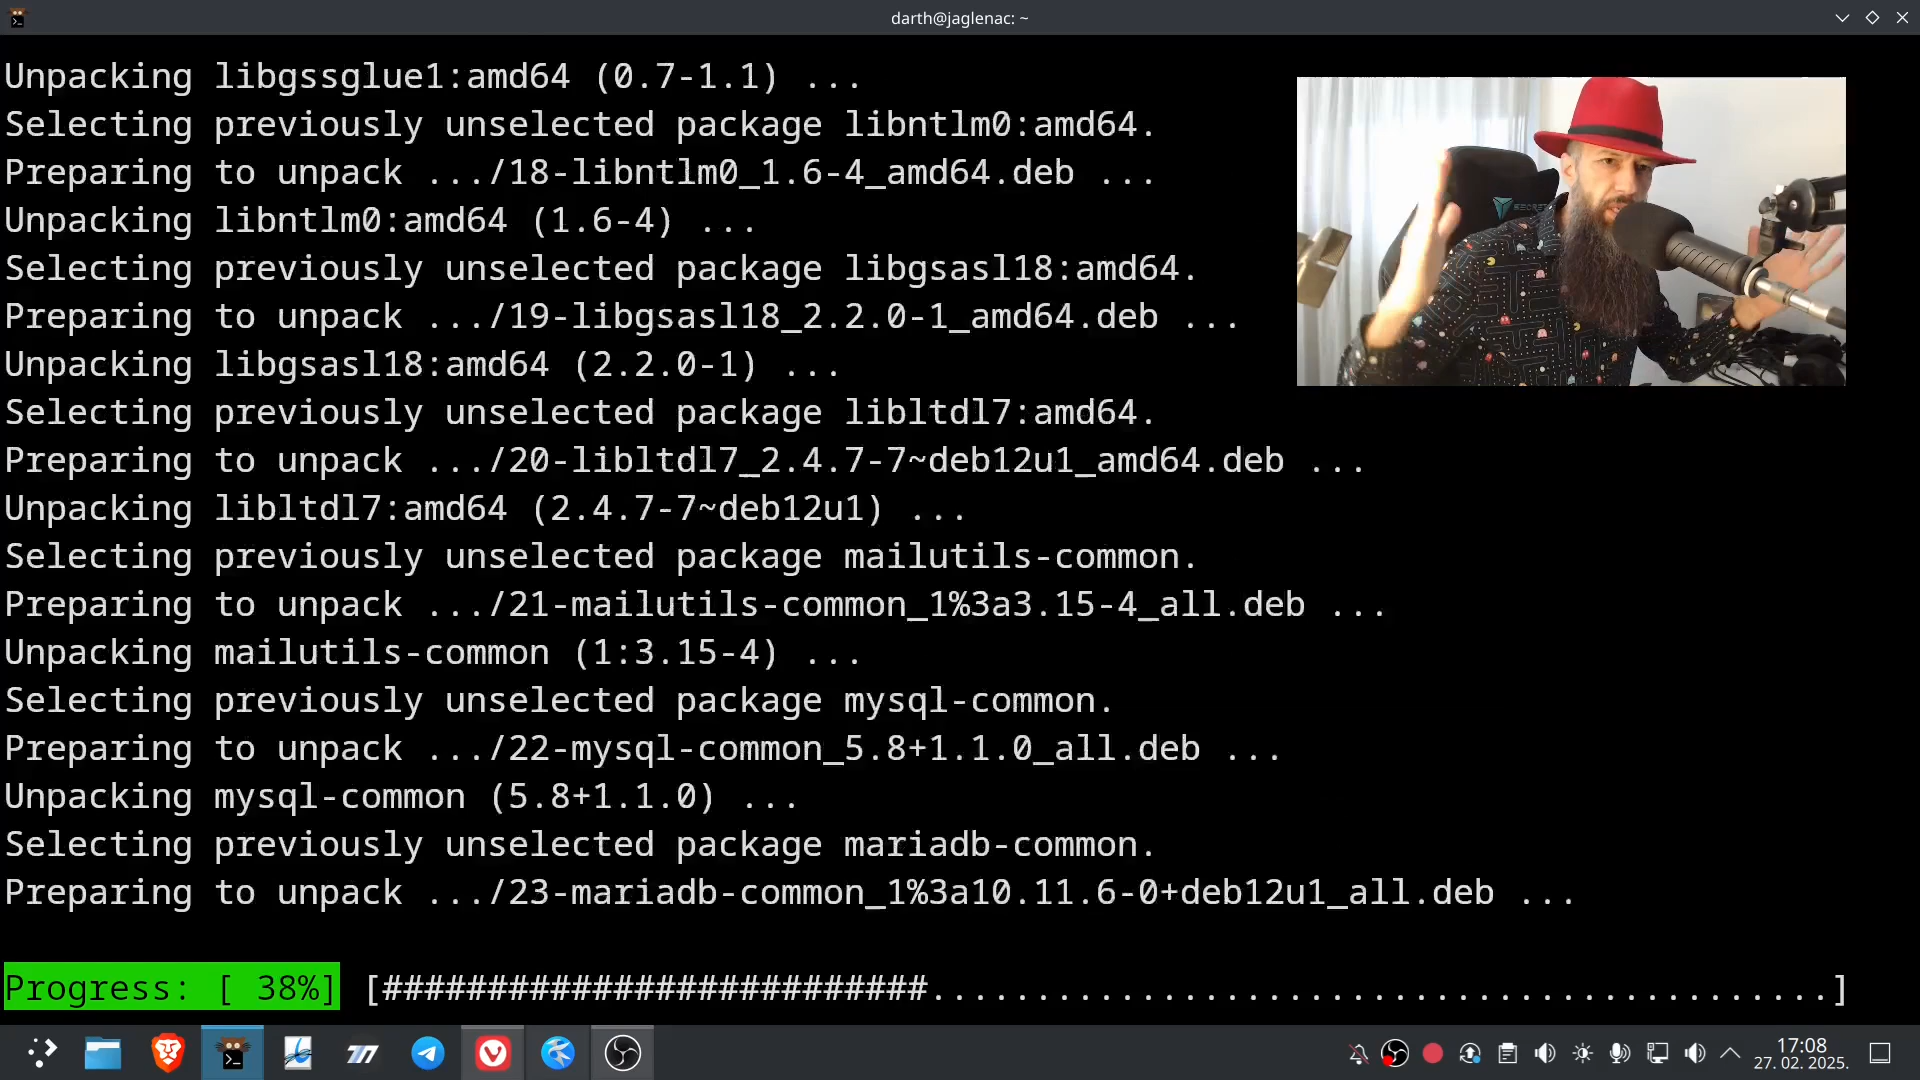 darth@jaglenac: ~
Unpacking libgssglue1:amd64 (0.7-1.1) ...
Selecting previously unselected package libntlm0:amd64.
Preparing to unpack .../18-libntlm0_1.6-4_amd64.deb ...
Unpacking libntlm0:amd64 (1.6-4) ...
Selecting previously unselected package libgsasl18:amd64.
Preparing to unpack .../19-libgsasl18_2.2.0-1_amd64.deb ...
Unpacking libgsasl18:amd64 (2.2.0-1) ...
Selecting previously unselected package libltdl7:amd64.
Preparing to unpack .../20-libltdl7_2.4.7-7~deb12u1_amd64.deb ...
Unpacking libltdl7:amd64 (2.4.7-7~deb12u1) ...
Selecting previously unselected package mailutils-common.
Preparing to unpack .../21-mailutils-common_1%3a3.15-4_all.deb ...
Unpacking mailutils-common (1:3.15-4) ...
Selecting previously unselected package mysql-common.
Preparing to unpack .../22-mysql-common_5.8+1.1.0_all.deb ...
Unpacking mysql-common (5.8+1.1.0) ...
Selecting previously unselected package mariadb-common.
Preparing to unpack .../23-mariadb-common_1%3a10.11.6-0+deb12u1_all.deb ...
Progress: [ 38%] [##########################...........................................]
17:08
27. 02. 2025.